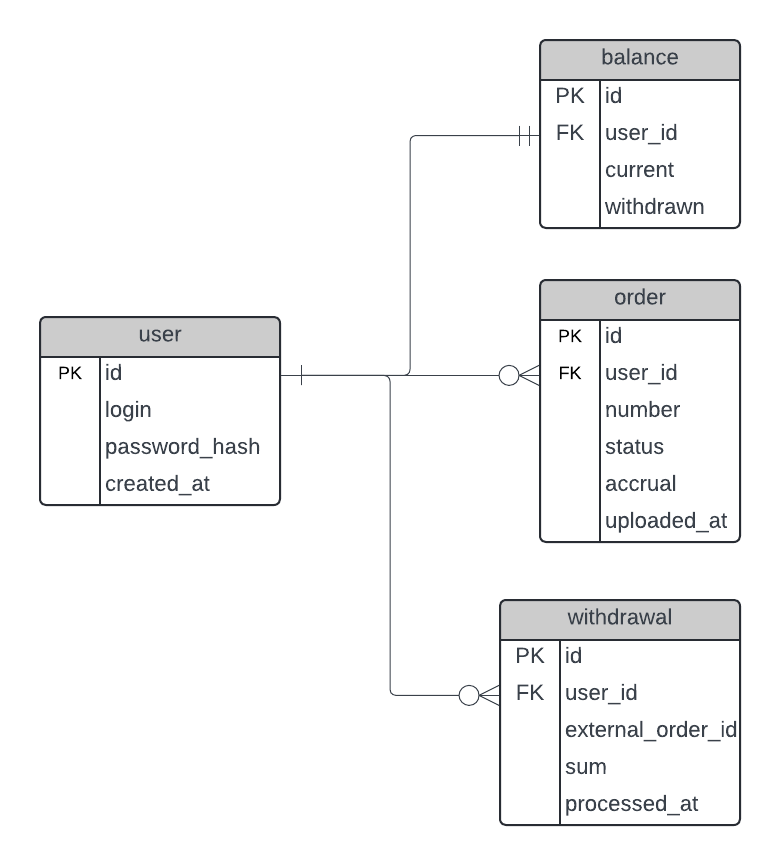 balance
PK id
FK user_id
current
withdrawn
order
PK id
FK user_id
number
status
accrual
uploaded_at
user
PK id
login
password_hash
created_at
withdrawal
PK id
FK user_id
external_order_id
sum
processed_at